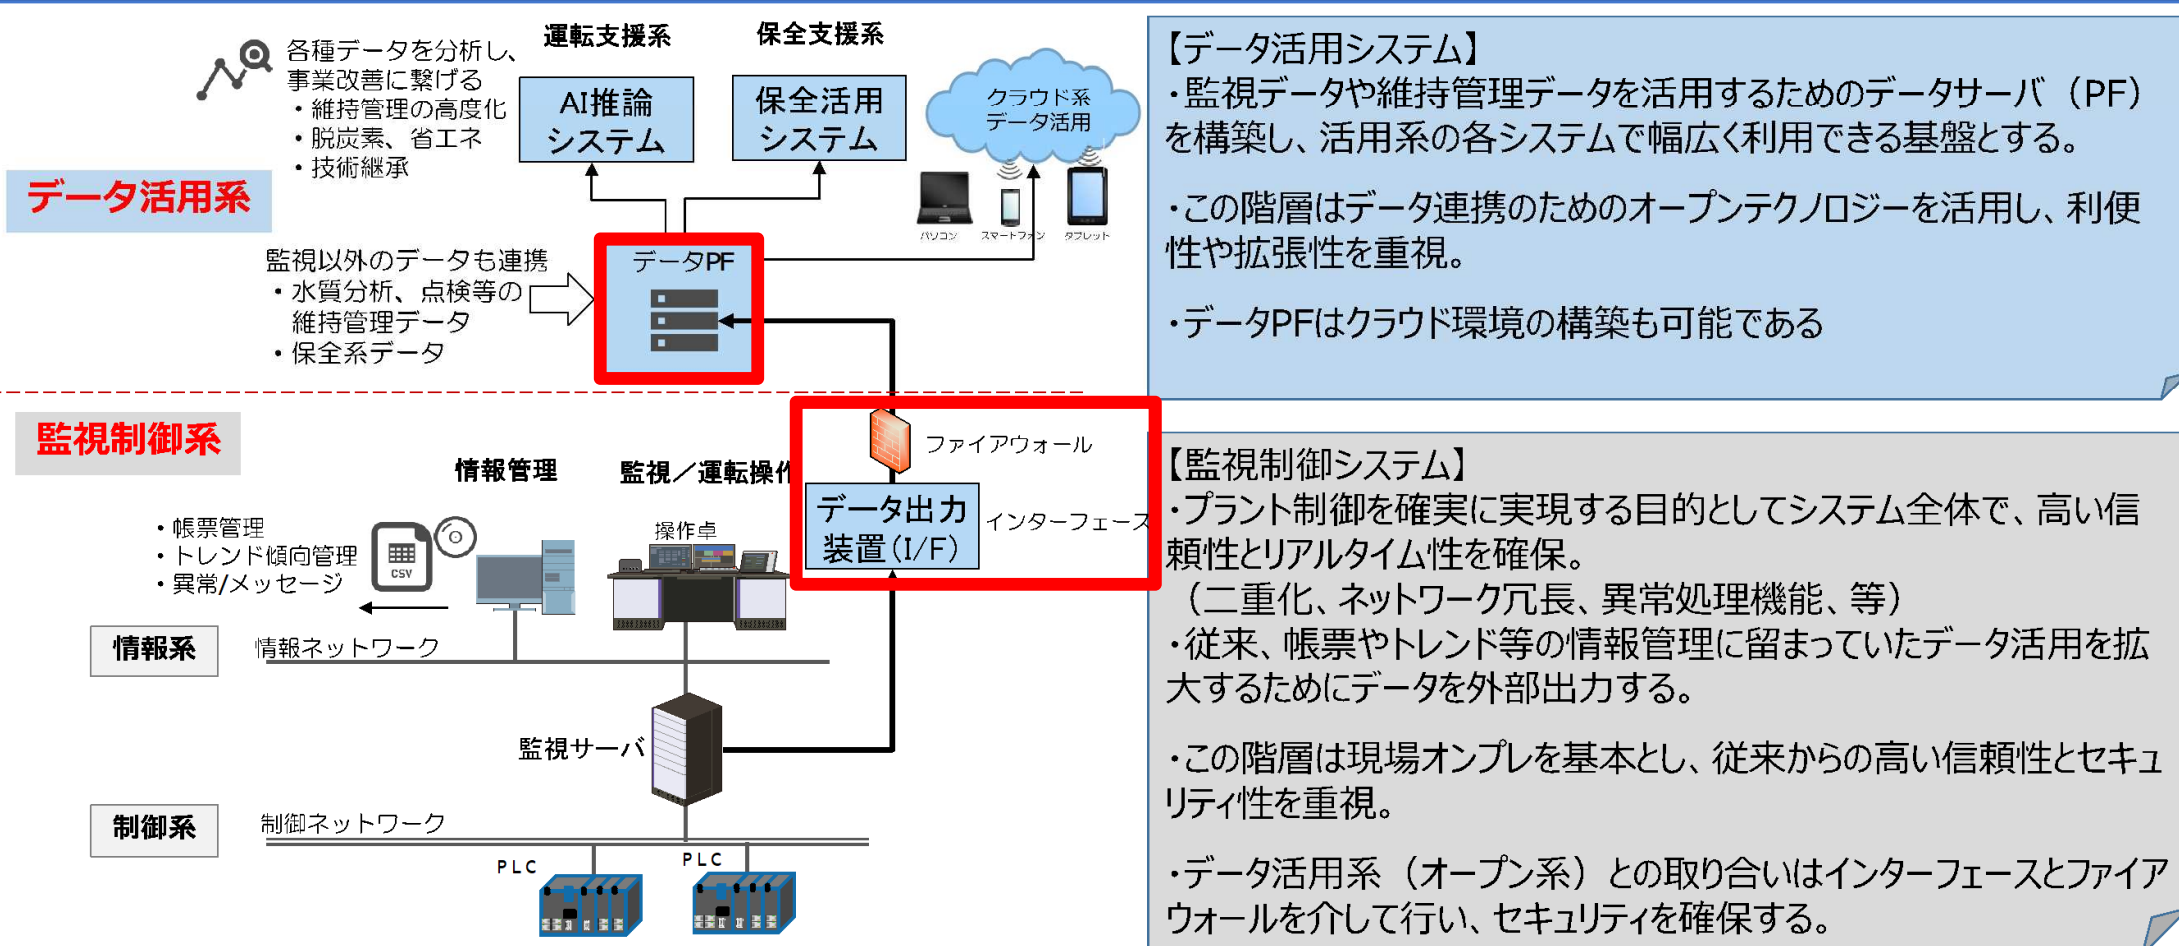 各種データを分析し、
事業改善に繋げる
・維持管理の高度化
・脱炭素、省エネ
・技術継承
運転支援系
保全支援系
AI推論
システム
保全活用
システム
クラウド系
データ活用
パソコン
スマートフォン
タブレット
データ活用系
監視以外のデータも連携
・水質分析、点検等の
維持管理データ
・保全系データ
データPF
【データ活用システム】
・監視データや維持管理データを活用するためのデータサーバ（PF）
を構築し、活用系の各システムで幅広く利用できる基盤とする。
・この階層はデータ連携のためのオープンテクノロジーを活用し、利便
性や拡張性を重視。
・データPFはクラウド環境の構築も可能である
監視制御系
情報管理
監視／運転操作
ファイアウォール
データ出力
装置(I/F)
インターフェース
・帳票管理
・トレンド傾向管理
・異常/メッセージ
CSV
操作卓
情報系
情報ネットワーク
監視サーバ
制御系
制御ネットワーク
PLC
PLC
【監視制御システム】
・プラント制御を確実に実現する目的としてシステム全体で、高い信
頼性とリアルタイム性を確保。
（二重化、ネットワーク冗長、異常処理機能、等）
・従来、帳票やトレンド等の情報管理に留まっていたデータ活用を拡
大するためにデータを外部出力する。
・この階層は現場オンプレを基本とし、従来からの高い信頼性とセキュ
リティ性を重視。
・データ活用系（オープン系）との取り合いはインターフェースとファイア
ウォールを介して行い、セキュリティを確保する。